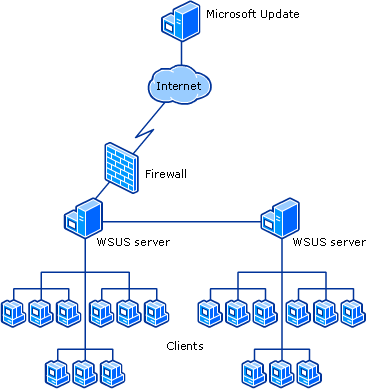 Microsoft Update
Internet
Firewall
WSUS server
WSUS server
Clients